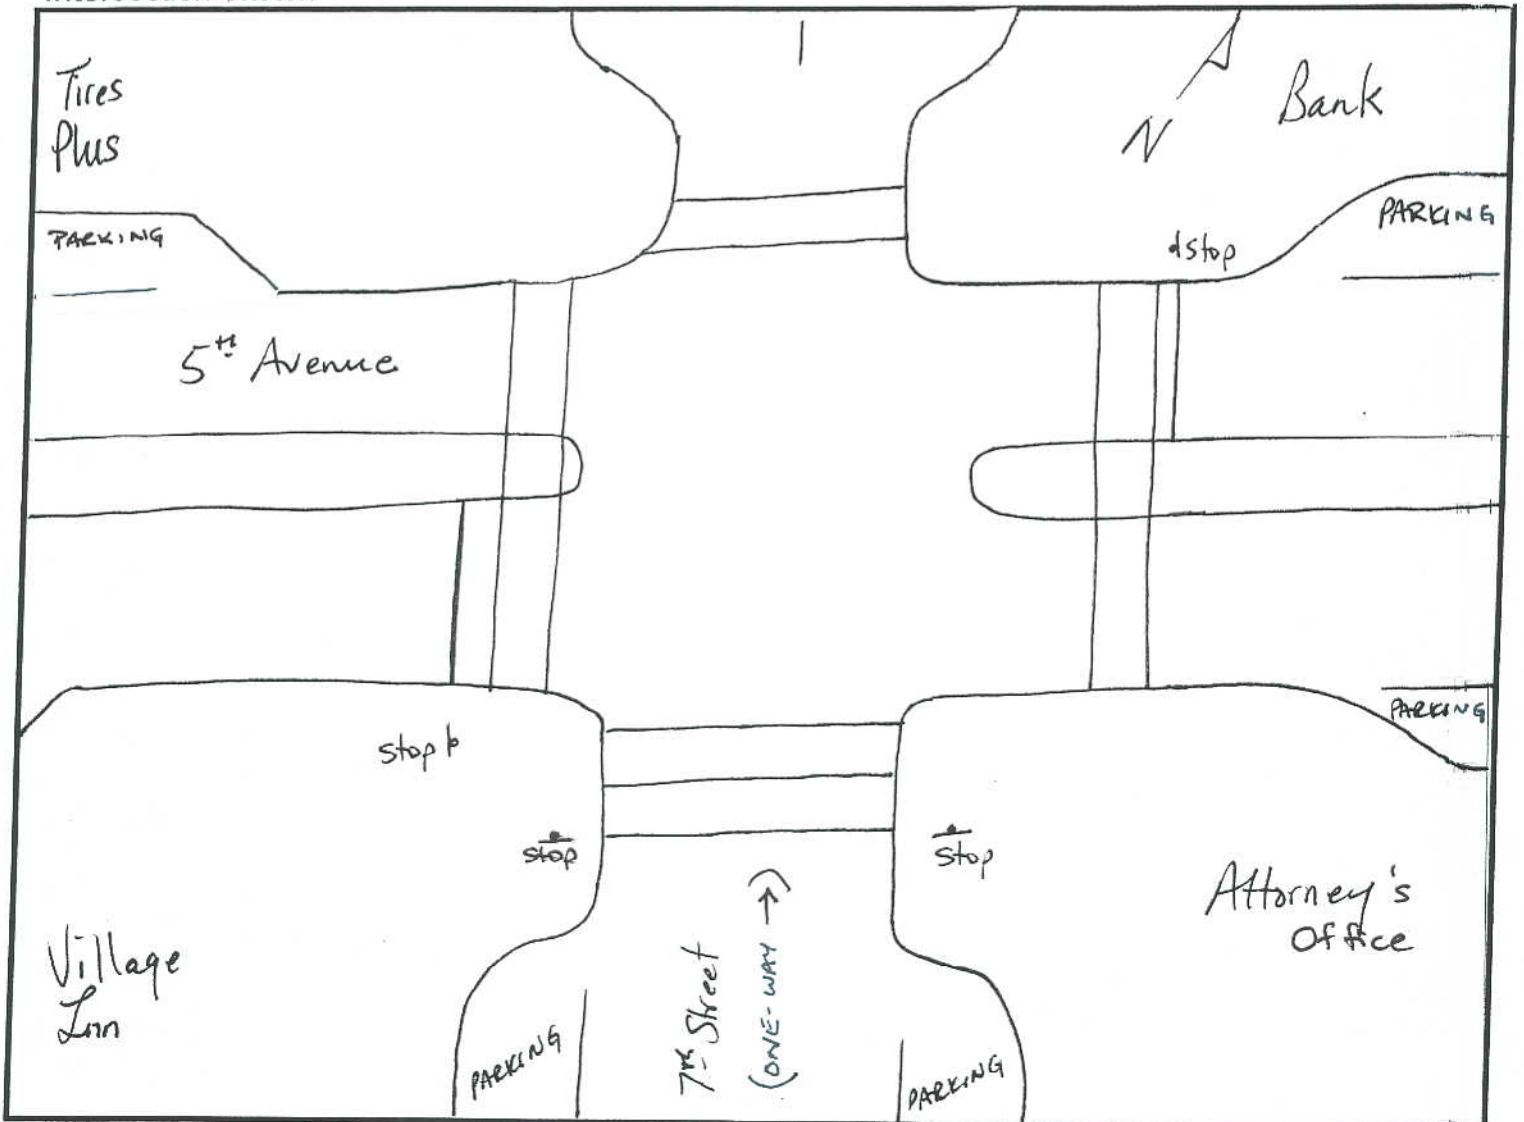 Tires
Plus
N
Bank
PARKING
PARKING
stop
5th Avenue
PARKING
stop
stop
stop
Attorney's
Office
Village
Inn
7th Street
(ONE-WAY →)
PARKING
PARKING